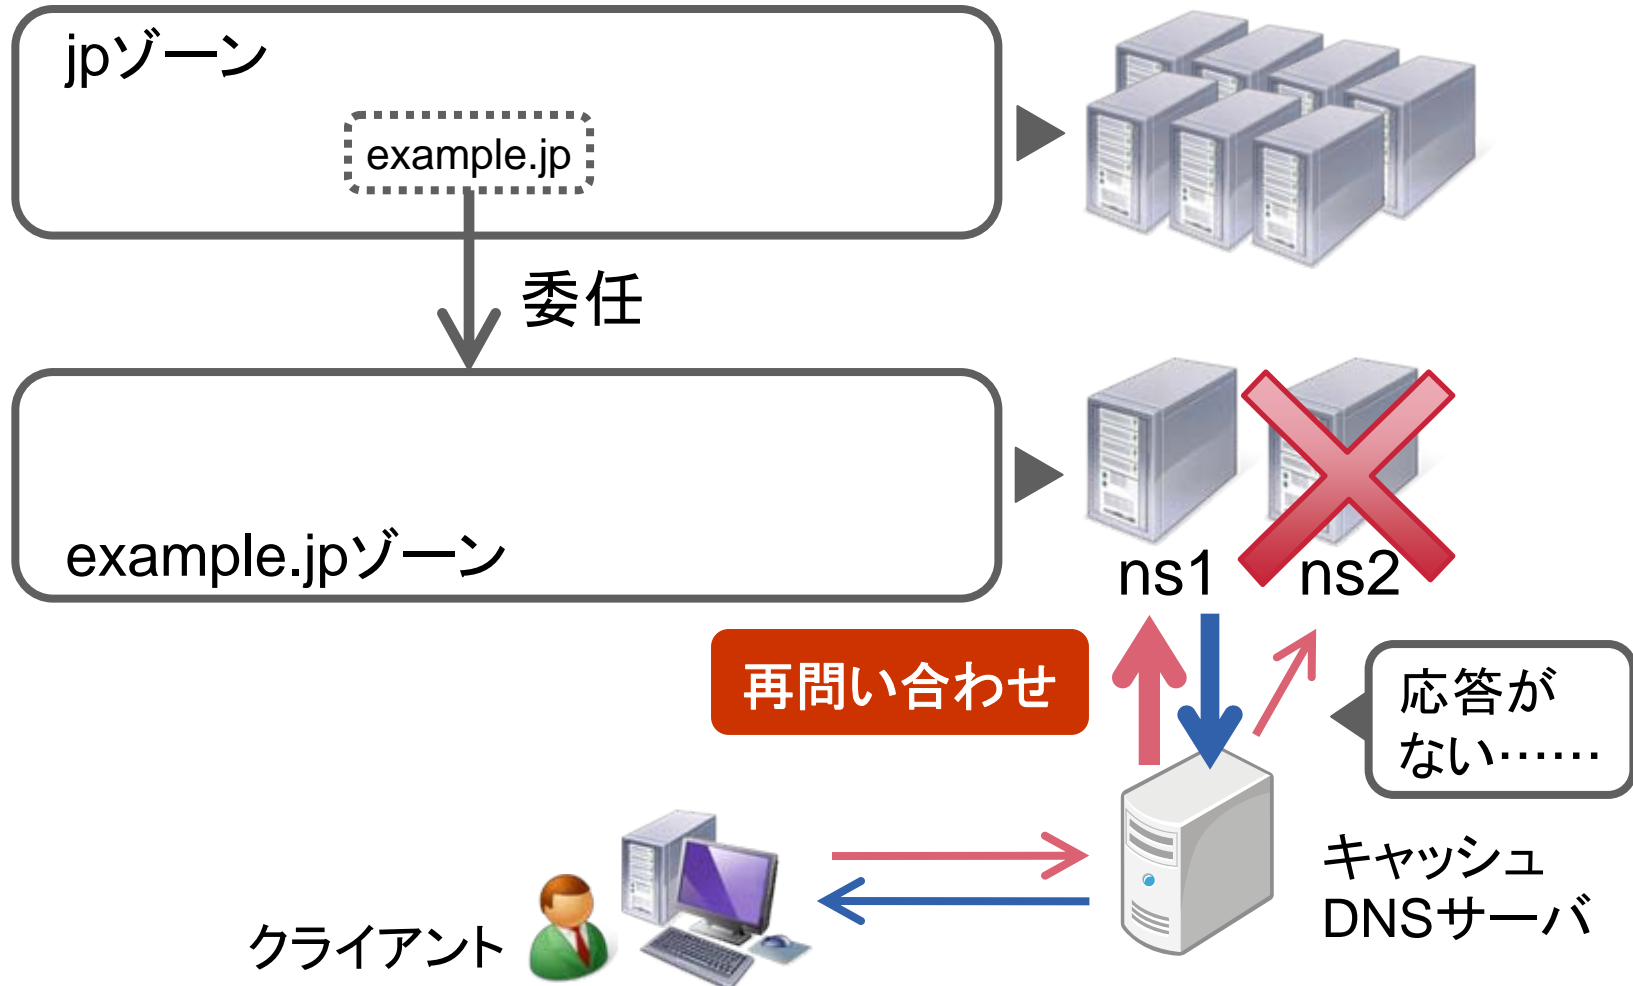 jpゾーン
example.jp
委任
example.jpゾーン
ns1
ns2
再問い合わせ
応答が
ない……
キャッシュ
DNSサーバ
クライアント